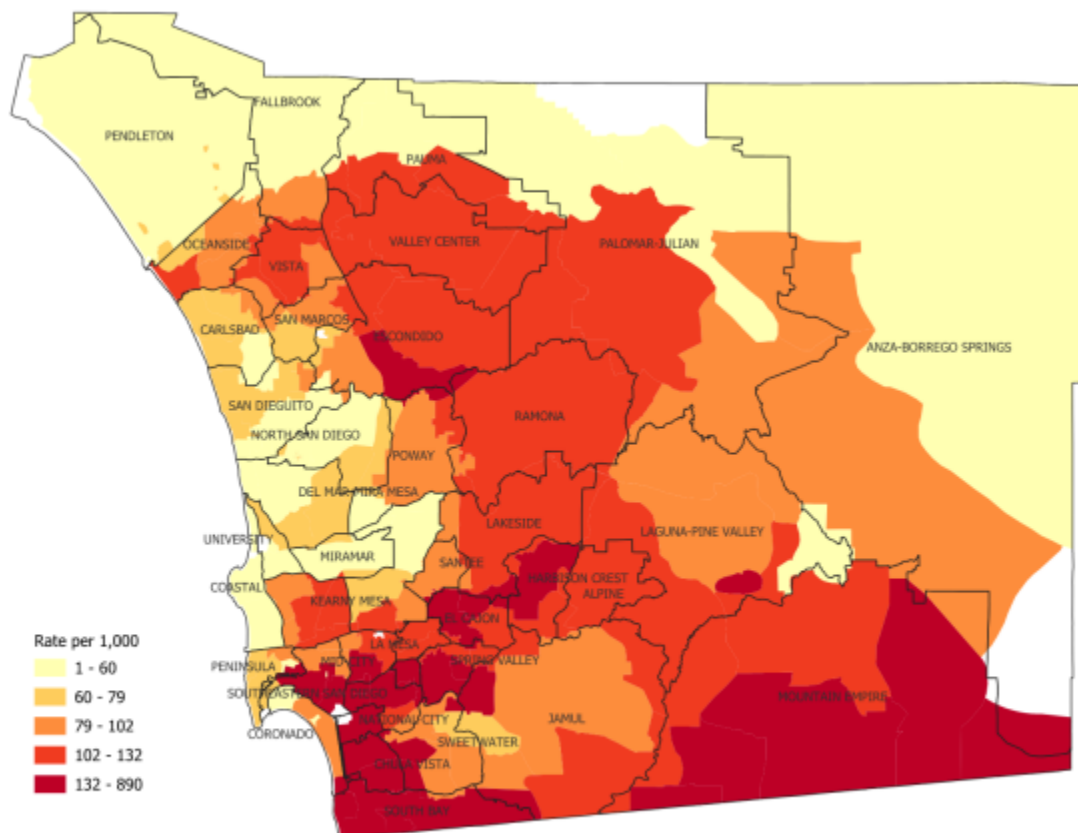 FALLBROOK
PENDLETON
PAUMA
OCEANSIDE
VALLEY CENTER
PALOMAR-JULIAN
VISTA
CARLSBAD
SAN MARCOS
ESCONDIDO
ANZA-BORREGO SPRINGS
SAN DIEGUITO
RAMONA
NORTH SAN DIEGO
POWAY
DEL MAR-MIRA MESA
LAKESIDE
LAGUNA-PINE VALLEY
UNIVERSITY
MIRAMAR
SANTEE
HARBISON CREST
ALPINE
COASTAL
KEARNY MESA
EL CAJON
Rate per 1,000
LA MESA
1 - 60
PENINSULA
MID-CITY
SPRING VALLEY
60 - 79
SOUTHEASTERN SAN DIEGO
MOUNTAIN EMPIRE
79 - 102
CORONADO
NATIONAL CITY
JAMUL
102 - 132
SWEETWATER
132 - 890
CHULA VISTA
SOUTH BAY